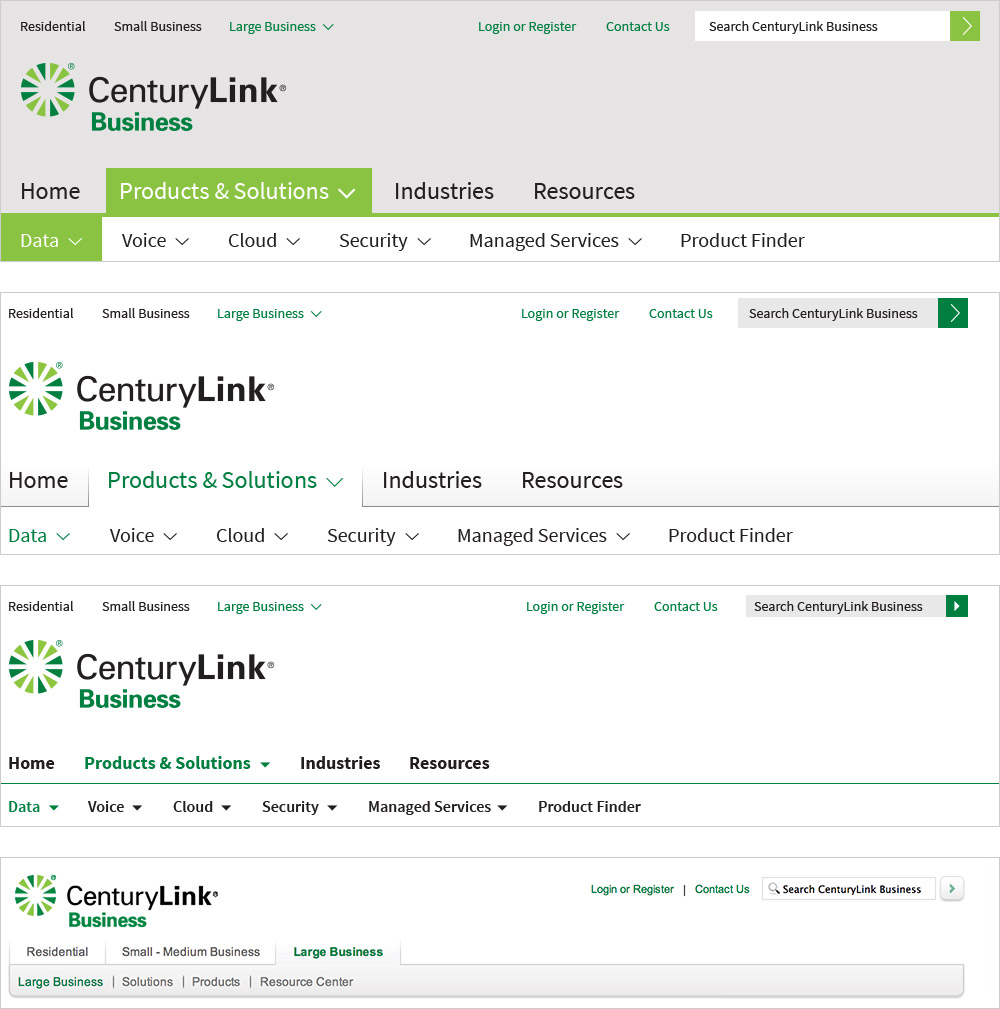 Residential Small Business Large Business Login or Register Contact Us Search CenturyLink Business
CenturyLink®
Business
Home Products & Solutions Industries Resources
Data Voice Cloud Security Managed Services Product Finder
Residential Small Business Large Business Login or Register Contact Us Search CenturyLink Business
CenturyLink®
Business
Home Products & Solutions Industries Resources
Data Voice Cloud Security Managed Services Product Finder
Residential Small Business Large Business Login or Register Contact Us Search CenturyLink Business
CenturyLink®
Business
Home Products & Solutions Industries Resources
Data Voice Cloud Security Managed Services Product Finder
Login or Register | Contact Us Search CenturyLink Business
CenturyLink®
Business
Residential Small - Medium Business Large Business
Large Business | Solutions | Products | Resource Center